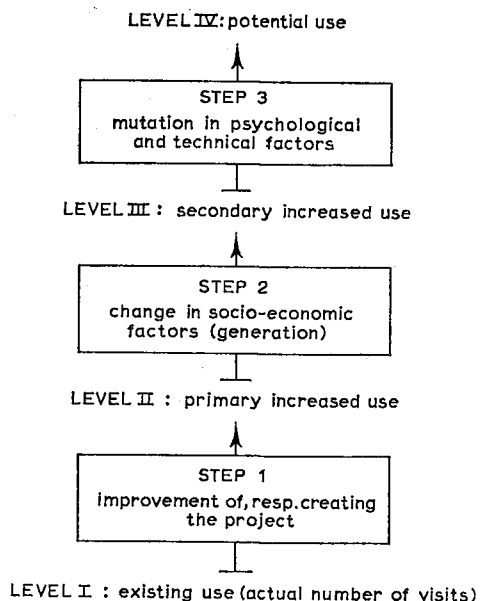 LEVEL IV: potential use
STEP 3
mutation in psychological
and technical factors
LEVEL III : secondary increased use
STEP 2
change in socio-economic
factors (generation)
LEVEL II : primary increased use
STEP 1
improvement of, resp. creating
the project
LEVEL I : existing use (actual number of visits)